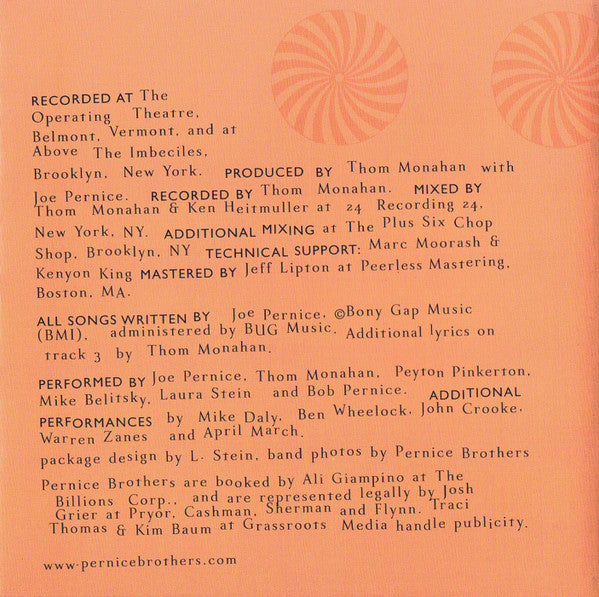 RECORDED AT The
Operating Theatre,
Belmont, Vermont, and at
Above The Imbeciles,
Brooklyn, New York. PRODUCED BY Thom Monahan with
Joe Pernice. RECORDED BY Thom Monahan. MIXED BY
Thom Monahan & Ken Heitmuller at 24 Recording 24,
New York, NY. ADDITIONAL MIXING at The Plus Six Chop
Shop, Brooklyn, NY TECHNICAL SUPPORT: Marc Moorash &
Kenyon King MASTERED BY Jeff Lipton at Peerless Mastering,
Boston, MA.
ALL SONGS WRITTEN BY Joe Pernice, ©Bony Gap Music
(BMI), administered by BUG Music. Additional lyrics on
track 3 by Thom Monahan.
PERFORMED BY Joe Pernice, Thom Monahan, Peyton Pinkerton,
Mike Belitsky, Laura Stein and Bob Pernice. ADDITIONAL
PERFORMANCES by Mike Daly, Ben Wheelock, John Crooke,
Warren Zanes and April March.
package design by L. Stein, band photos by Pernice Brothers
Pernice Brothers are booked by Ali Giampino at The
Billions Corp., and are represented legally by Josh
Grier at Pryor, Cashman, Sherman and Flynn. Traci
Thomas & Kim Baum at Grassroots Media handle publicity.
www.pernicebrothers.com